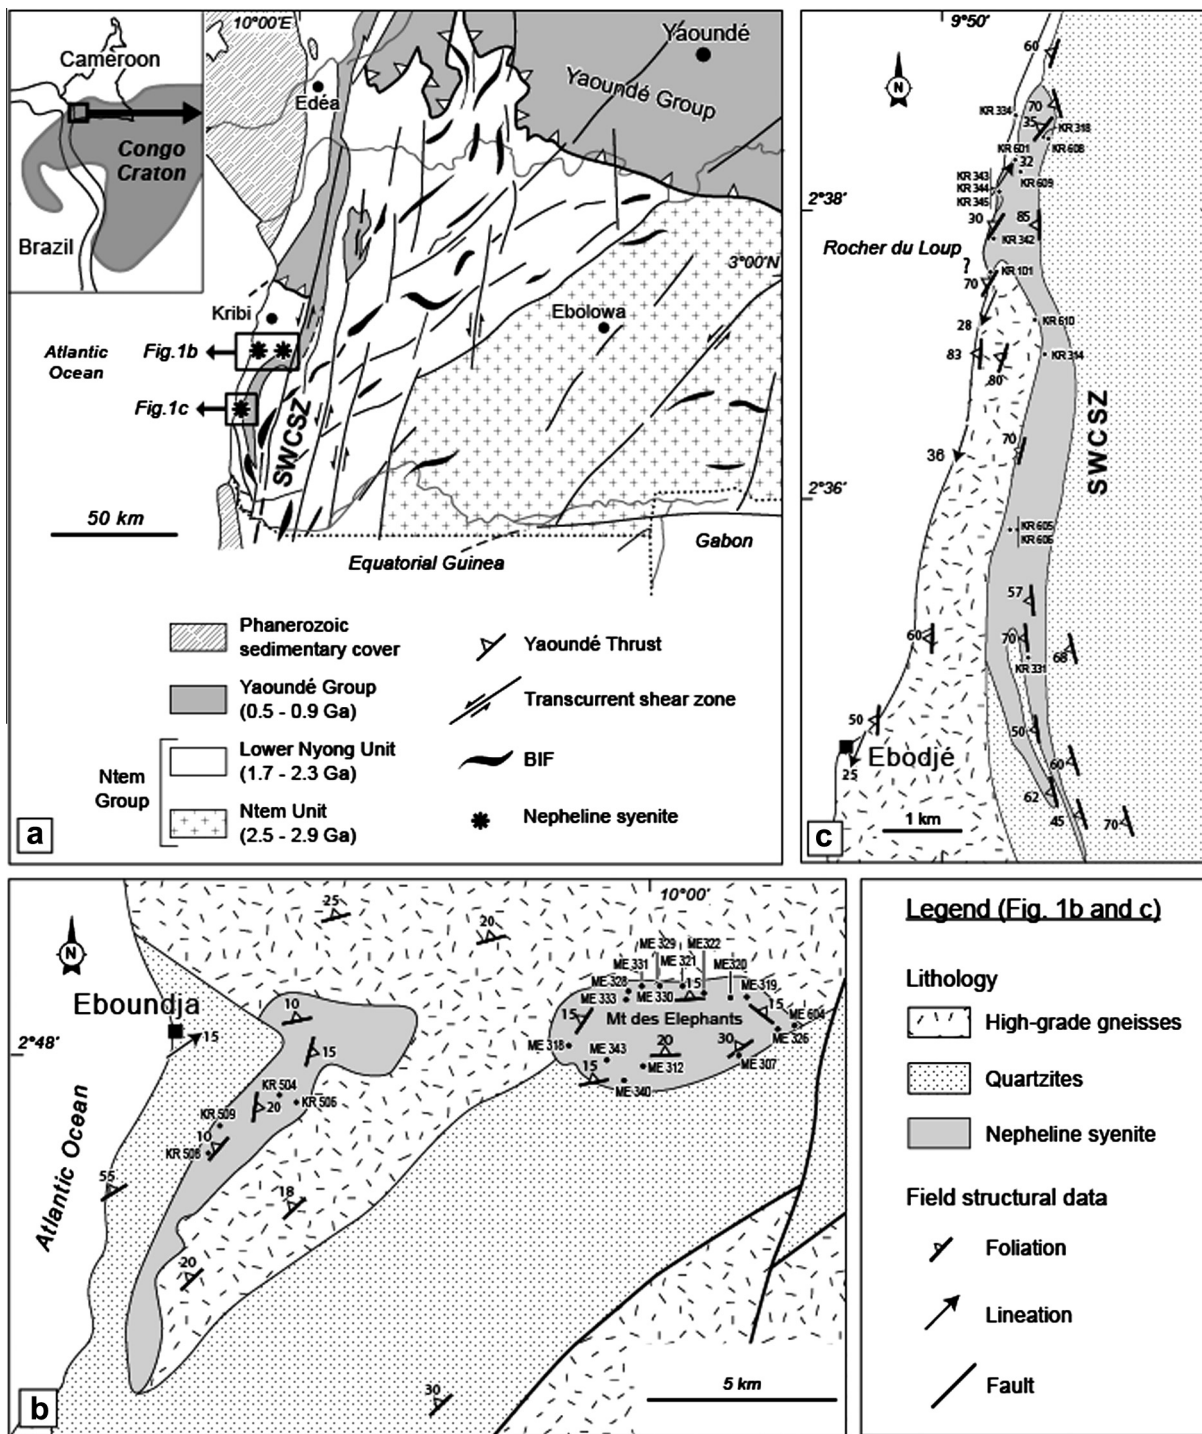 Cameroon
Congo
Craton
Brazil
10°00'E
Edéa
Yaoundé
Yaoundé Group
3°00'N
Kribi
Ebolowa
Atlantic
Ocean
Fig.1b
Fig.1c
SWCSZ
50 km
Equatorial Guinea
Gabon
Phanerozoic
sedimentary cover
Yaoundé Group
(0.5 - 0.9 Ga)
Ntem
Group
Lower Nyong Unit
(1.7 - 2.3 Ga)
Ntem Unit
(2.5 - 2.9 Ga)
Yaoundé Thrust
Transcurrent shear zone
BIF
Nepheline syenite
a
9°50'
N
60
70
KR 334
35
KR 318
KR 608
KR 601
32
KR 609
KR 343
KR 344
KR 345
2°38'
30
85
KR 342
Rocher du Loup
?
KR 101
70
28
KR 610
83
KR 314
80
SWCSZ
70
36
2°36'
KR 605
KR 606
57
60
70
68
KR 331
50
50
Ebodjé
60
25
62
45
70
1 km
c
10°00'
N
25
20
ME 329
ME322
ME 331
ME 321
ME320
ME 328
15
ME 319
ME 333
ME 330
15
ME 604
Mt des Elephants
15
ME 326
Eboundja
10
15
2°48'
15
ME 318
ME 343
20
30
ME 312
ME 307
15
ME 340
KR 504
20
KR 506
KR 509
10
KR 508
Atlantic Ocean
55
18
20
30
5 km
b
Legend (Fig. 1b and c)
Lithology
High-grade gneisses
Quartzites
Nepheline syenite
Field structural data
Foliation
Lineation
Fault